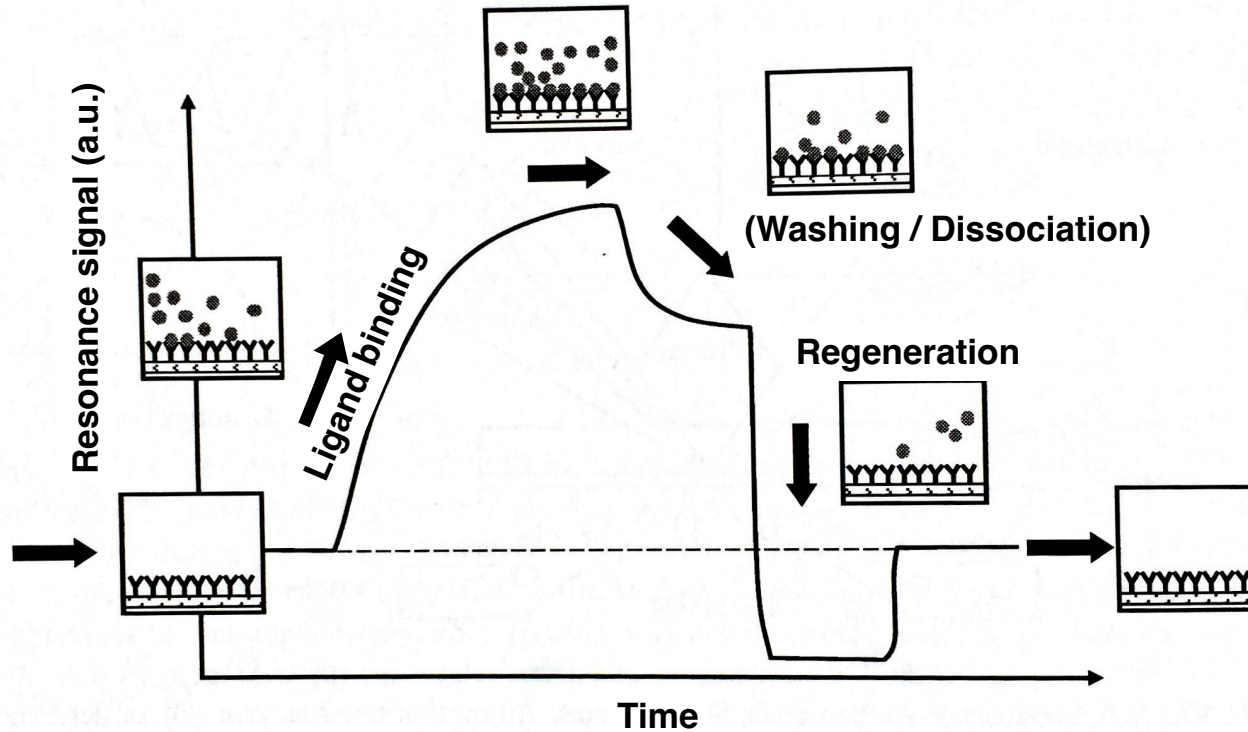 Resonance signal (a.u.)
Ligand binding
(Washing / Dissociation)
Regeneration
Time